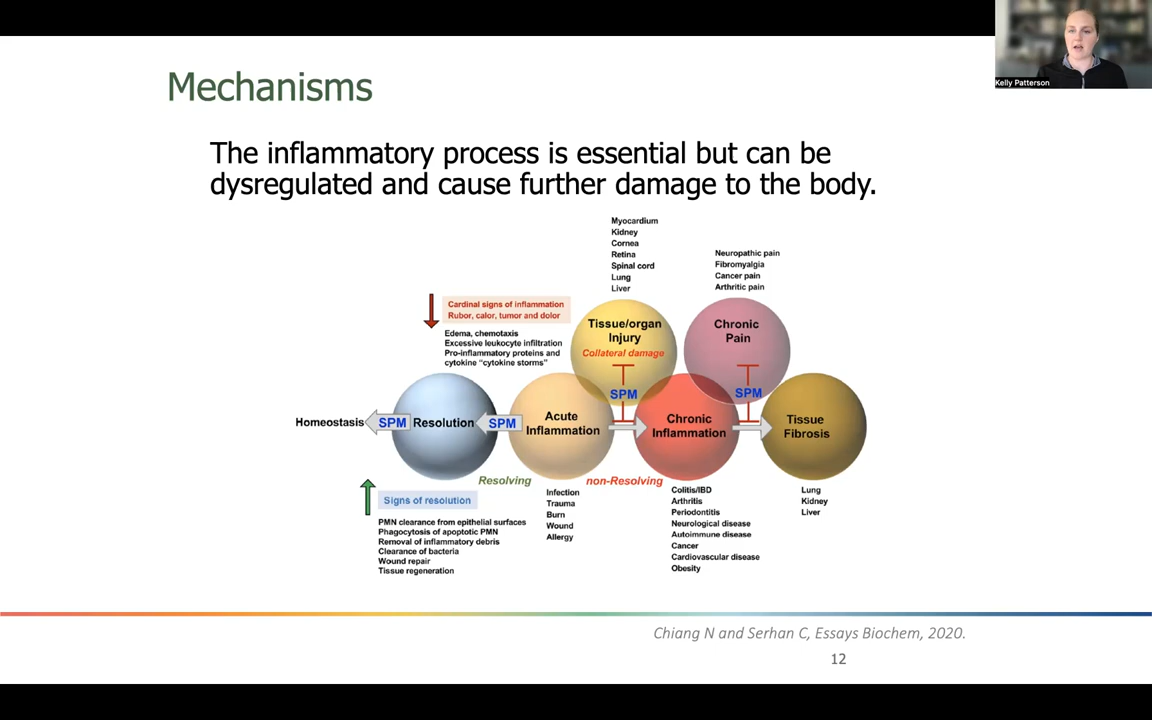 Kelly Patterson
Mechanisms
The inflammatory process is essential but can be
dysregulated and cause further damage to the body.
Myocardium
Kidney
Cornea
Retina
Spinal cord
Lung
Liver
Neuropathic pain
Fibromyalgia
Cancer pain
Arthritic pain
Cardinal signs of inflammation
Rubor, calor, tumor and dolor
Edema, chemotaxis
Excessive leukocyte infiltration
Pro-inflammatory proteins and
cytokine "cytokine storms"
Tissue/organ
Injury
Collateral damage
SPM
Chronic
Pain
SPM
Homeostasis
SPM
Resolution
SPM
Acute
Inflammation
Chronic
Inflammation
Tissue
Fibrosis
Resolving
non-Resolving
Signs of resolution
PMN clearance from epithelial surfaces
Phagocytosis of apoptotic PMN
Removal of inflammatory debris
Clearance of bacteria
Wound repair
Tissue regeneration
Infection
Trauma
Burn
Wound
Allergy
Colitis/IBD
Arthritis
Periodontitis
Neurological disease
Autoimmune disease
Cancer
Cardiovascular disease
Obesity
Lung
Kidney
Liver
Chiang N and Serhan C, Essays Biochem, 2020.
12